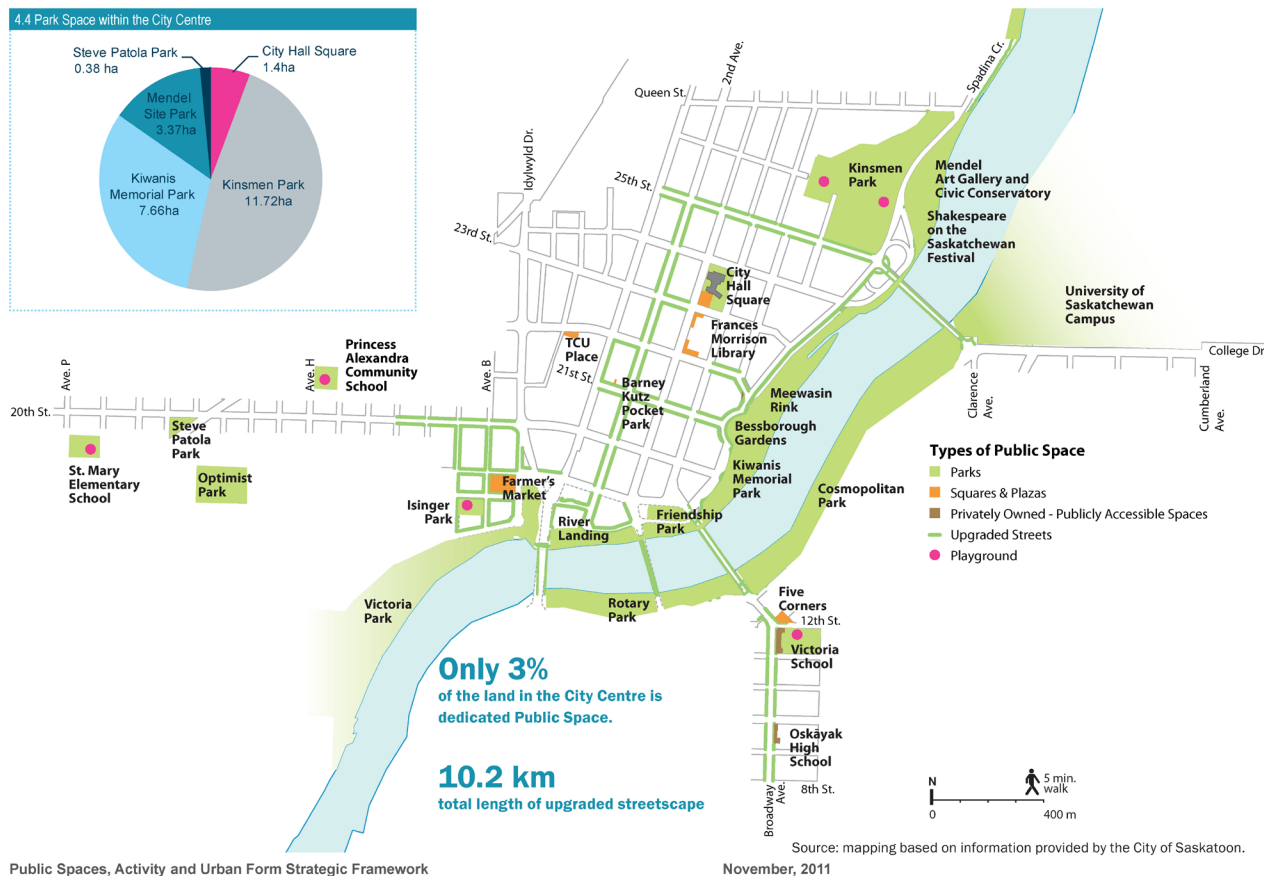 4.4 Park Space within the City Centre
Steve Patola Park
0.38 ha
City Hall Square
1.4ha
Mendel
Site Park
3.37ha
Kiwanis
Memorial Park
7.66ha
Kinsmen Park
11.72ha
Spadina Cr.
2nd Ave.
Queen St.
Idylwyld Dr.
25th St.
23rd St.
Kinsmen
Park
Mendel
Art Gallery and
Civic Conservatory
Shakespeare
on the
Saskatchewan
Festival
City
Hall
Square
University of
Saskatchewan
Campus
Frances
Morrison
Library
TCU
Place
21st St.
Princess
Alexandra
Community
School
Ave. P
Ave. H
Ave. B
College Dr
Clarence
Ave.
Cumberland
Ave.
Barney
Kutz
Pocket
Park
Meewasin
Rink
Bessborough
Gardens
20th St.
Steve
Patola
Park
St. Mary
Elementary
School
Optimist
Park
Kiwanis
Memorial
Park
Cosmopolitan
Park
Farmer's
Market
Isinger
Park
River
Landing
Friendship
Park
Types of Public Space
Parks
Squares & Plazas
Privately Owned - Publicly Accessible Spaces
Upgraded Streets
Playground
Victoria
Park
Rotary
Park
Five
Corners
12th St.
Victoria
School
Only 3%
of the land in the City Centre is
dedicated Public Space.
Oskayak
High
School
10.2 km
total length of upgraded streetscape
Broadway
Ave.
8th St.
N
5 min.
walk
0
400 m
Source: mapping based on information provided by the City of Saskatoon.
Public Spaces, Activity and Urban Form Strategic Framework
November, 2011